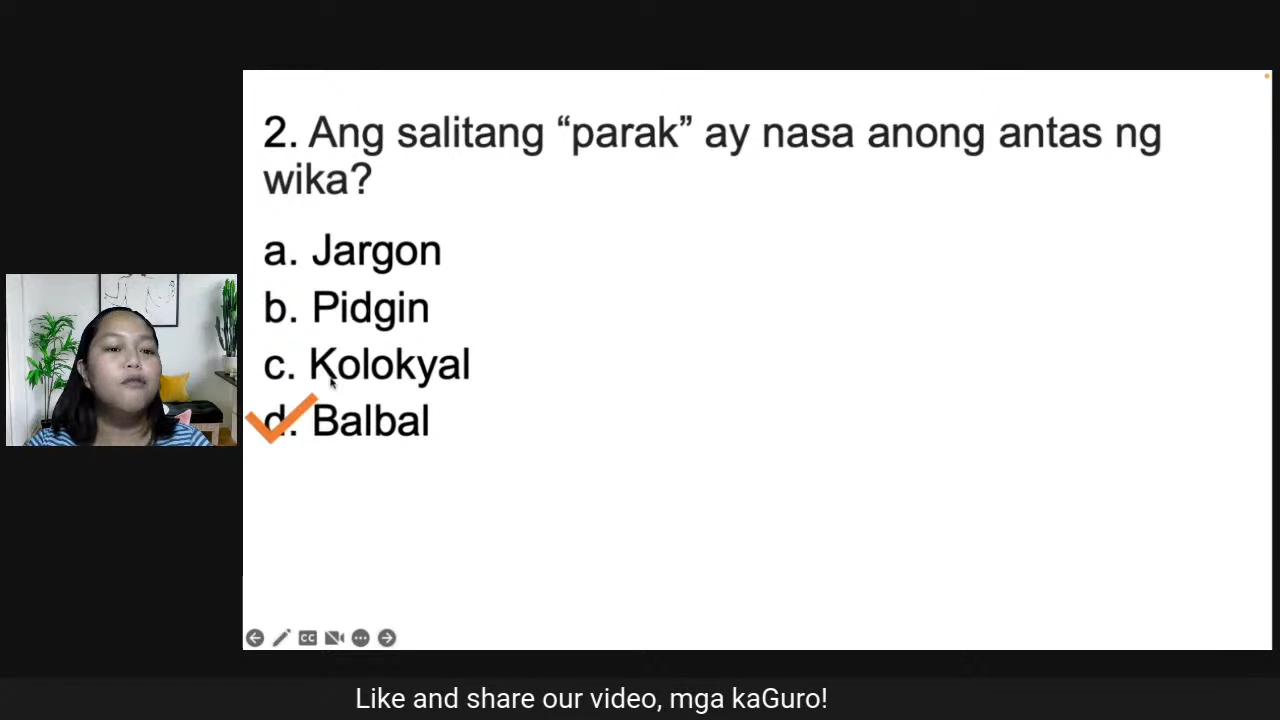 2. Ang salitang “parak” ay nasa anong antas ng
wika?
a. Jargon
b. Pidgin
c. Kolokyal
d. Balbal
CC
Like and share our video, mga kaGuro!